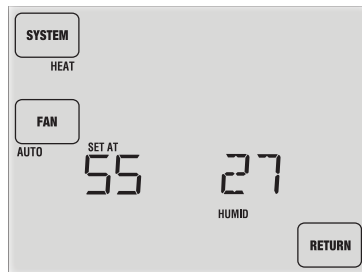 SYSTEM
HEAT
FAN
AUTO
SET AT
55 27
HUMID
RETURN